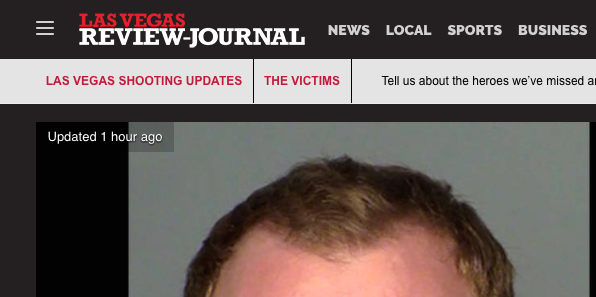 LAS VEGAS
REVIEW-JOURNAL
NEWS LOCAL SPORTS BUSINESS
LAS VEGAS SHOOTING UPDATES THE VICTIMS Tell us about the heroes we've missed
Updated 1 hour ago